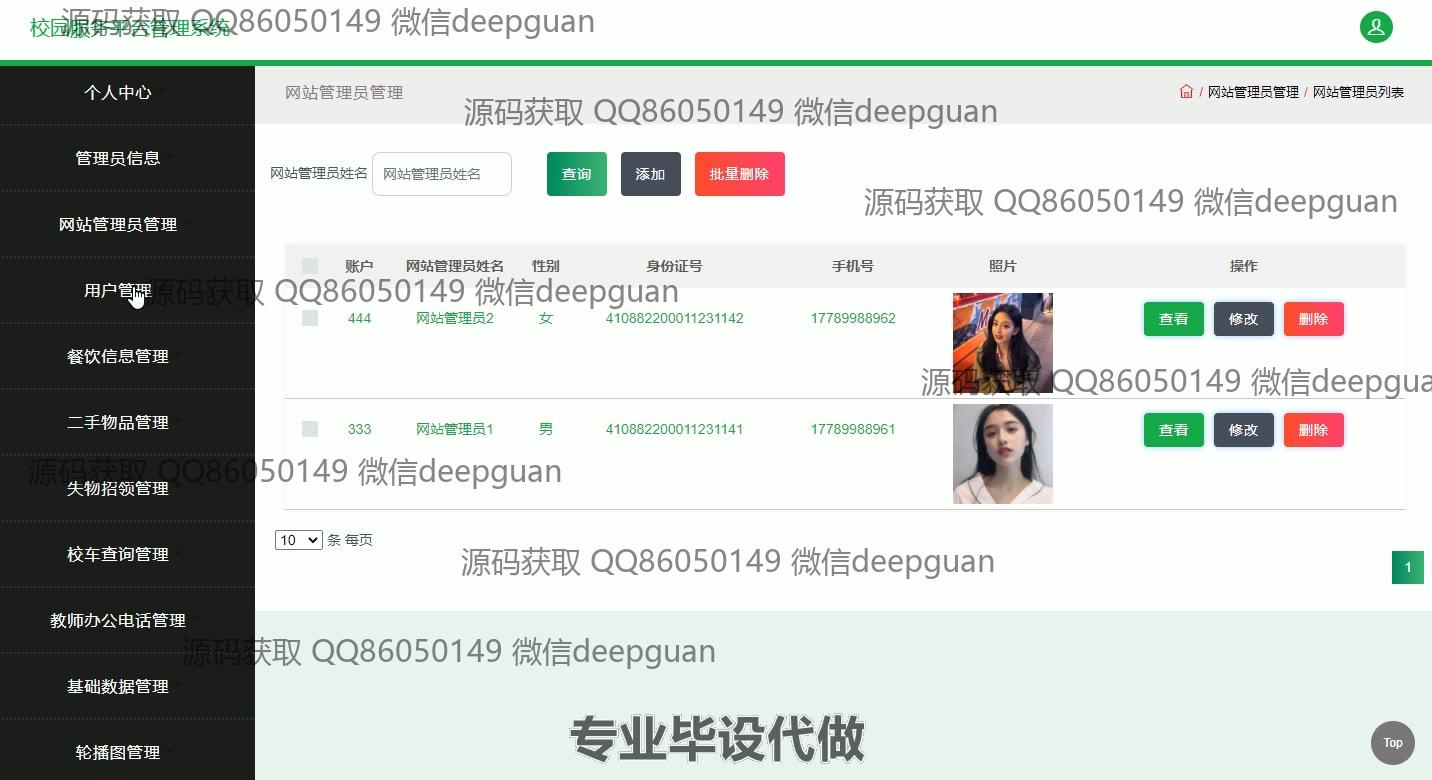 校园服务平台管理系统
源码获取 QQ86050149 微信deepguan
个人中心
网站管理员管理
/ 网站管理员管理 / 网站管理员列表
源码获取 QQ86050149 微信deepguan
管理员信息
网站管理员姓名 网站管理员姓名 查询 添加 批量删除
源码获取 QQ86050149 微信deepguan
网站管理员管理
账户 网站管理员姓名 性别 身份证号 手机号 照片 操作
用户管理
源码获取 QQ86050149 微信deepguan
444 网站管理员2 女 410882200011231142 17789988962 查看 修改 删除
餐饮信息管理
源码获取 QQ86050149 微信deepgua
二手物品管理
333 网站管理员1 男 410882200011231141 17789988961 查看 修改 删除
源码获取 QQ86050149 微信deepguan
失物招领管理
10 条 每页
校车查询管理
源码获取 QQ86050149 微信deepguan
1
教师办公电话管理
源码获取 QQ86050149 微信deepguan
基础数据管理
专业毕设代做
轮播图管理
Top